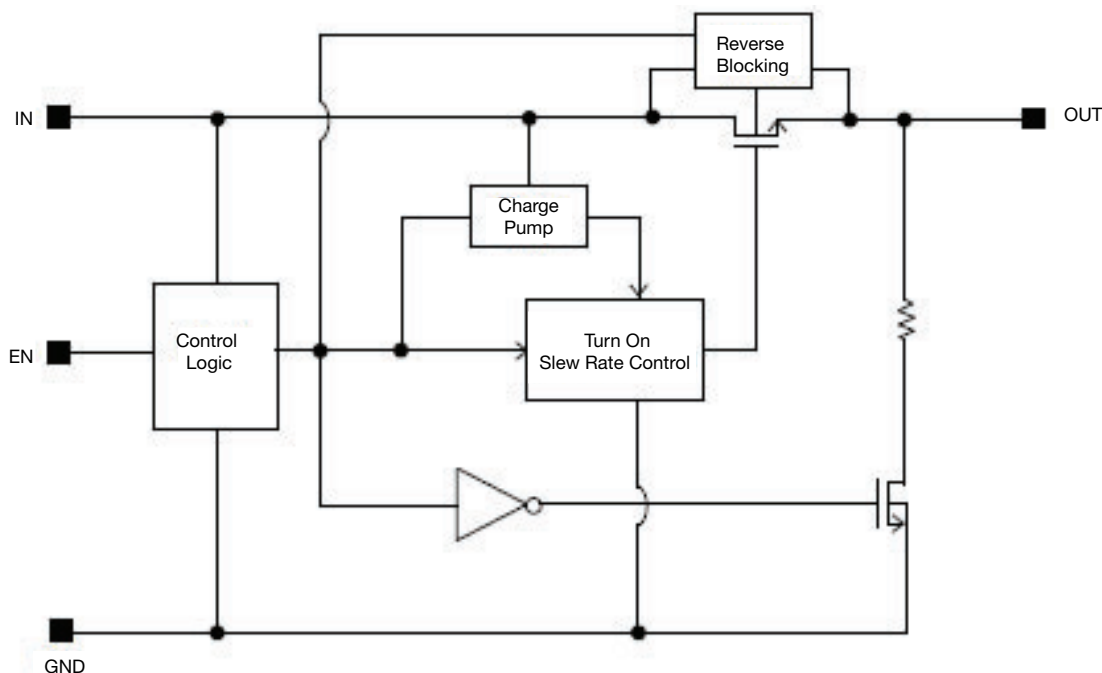 Reverse
Blocking
IN
OUT
Charge
Pump
EN
Control
Logic
Turn On
Slew Rate Control
GND